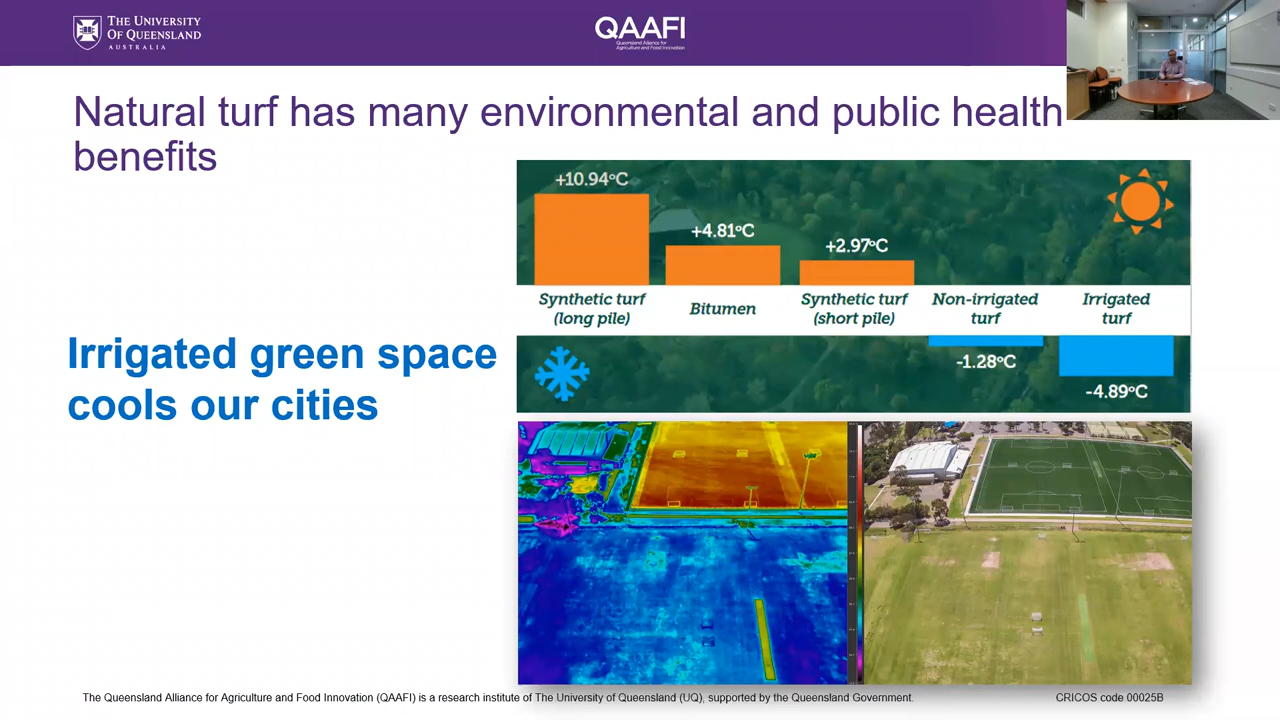 THE UNIVERSITY
OF QUEENSLAND
AUSTRALIA
QAAFI
Queensland Alliance for
Agriculture and Food Innovation
Natural turf has many environmental and public health
benefits
+10.94°C
+4.81°C
+2.97°C
Synthetic turf
(long pile)
Bitumen
Synthetic turf
(short pile)
Non-irrigated
turf
Irrigated
turf
-1.28°C
-4.89°C
Irrigated green space
cools our cities
The Queensland Alliance for Agriculture and Food Innovation (QAAFI) is a research institute of The University of Queensland (UQ), supported by the Queensland Government.
CRICOS code 00025B